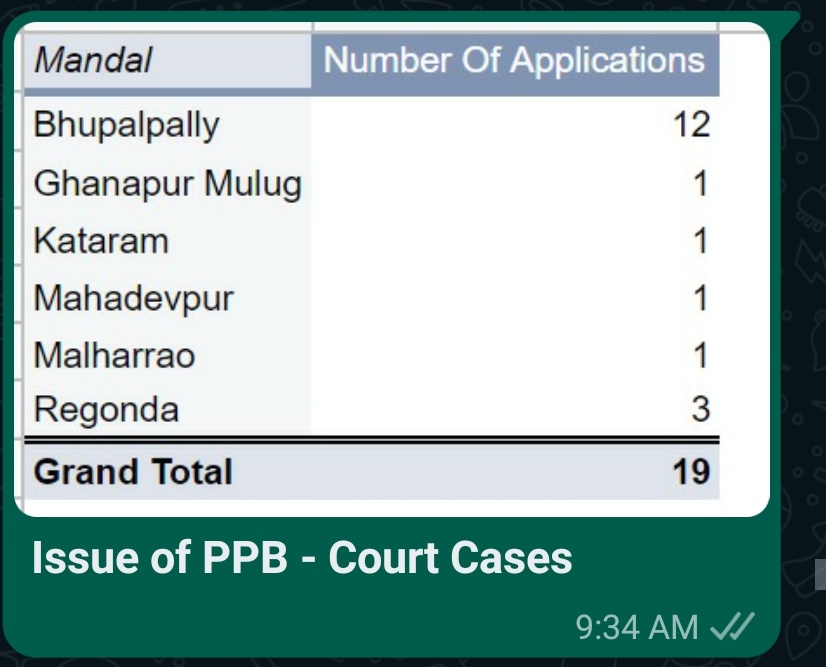 Mandal Number Of Applications
Bhupalpally 12
Ghanapur Mulug 1
Kataram 1
Mahadevpur 1
Malharrao 1
Regonda 3
Grand Total 19
Issue of PPB - Court Cases
9:34 AM